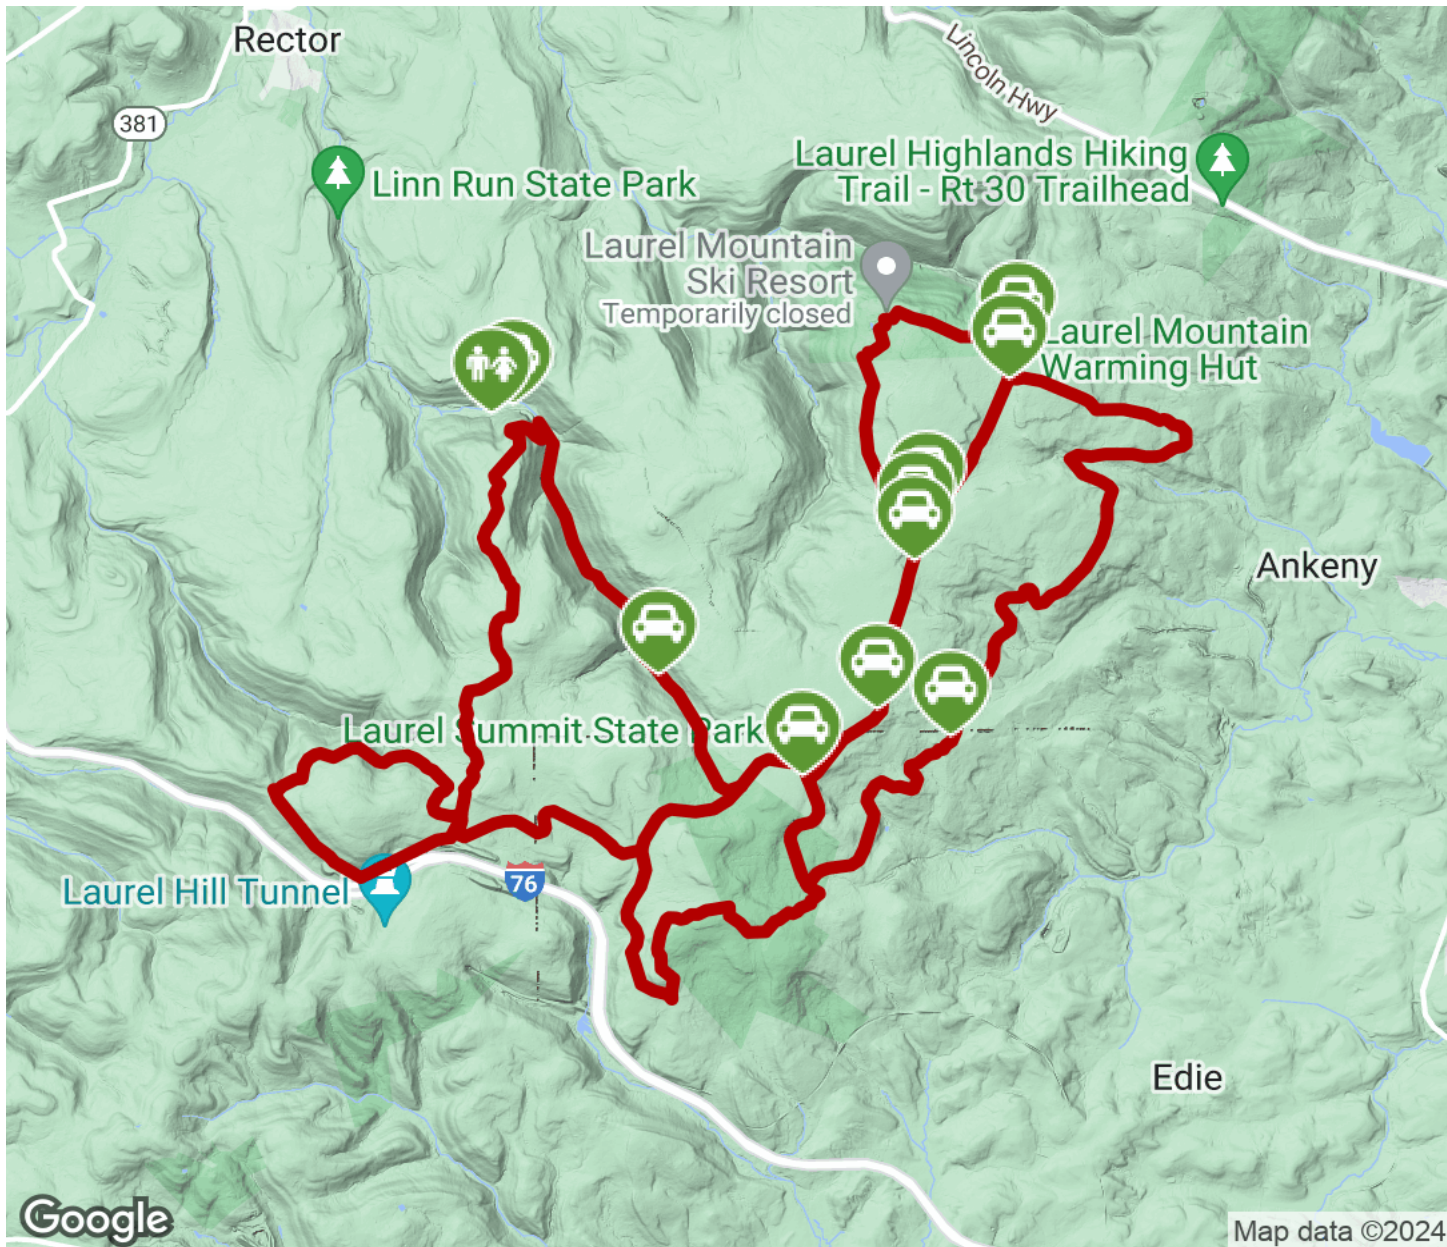 Rector
Lincoln Hwy
381
Laurel Highlands Hiking
Trail - Rt 30 Trailhead
Linn Run State Park
Laurel Mountain
Ski Resort
Temporarily closed
Laurel Mountain
Warming Hut
Ankeny
Laurel Summit State Park
Laurel Hill Tunnel
76
Edie
Google
Map data ©2024